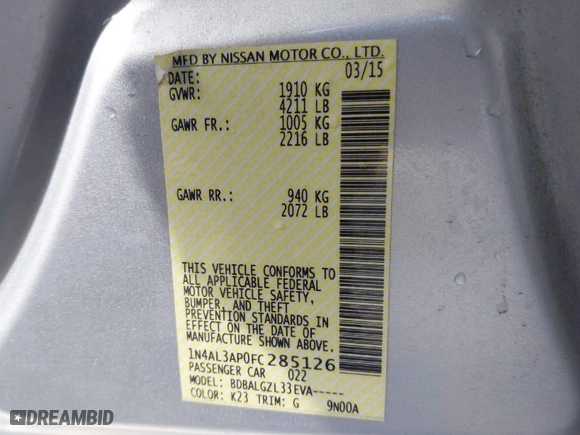 MFD BY NISSAN MOTOR CO., LTD.
DATE: 03/15
GVWR: 1910 KG
4211 LB
GAWR FR.: 1005 KG
2216 LB
GAWR RR.: 940 KG
2072 LB
THIS VEHICLE CONFORMS TO
ALL APPLICABLE FEDERAL
MOTOR VEHICLE SAFETY,
BUMPER, AND THEFT
PREVENTION STANDARDS IN
EFFECT ON THE DATE OF
MANUFACTURE SHOWN ABOVE.
1N4AL3AP0FC285126
PASSENGER CAR 022
MODEL: BDBALGZL33EVA-----
COLOR: K23 TRIM: G 9N00A
DREAMBID